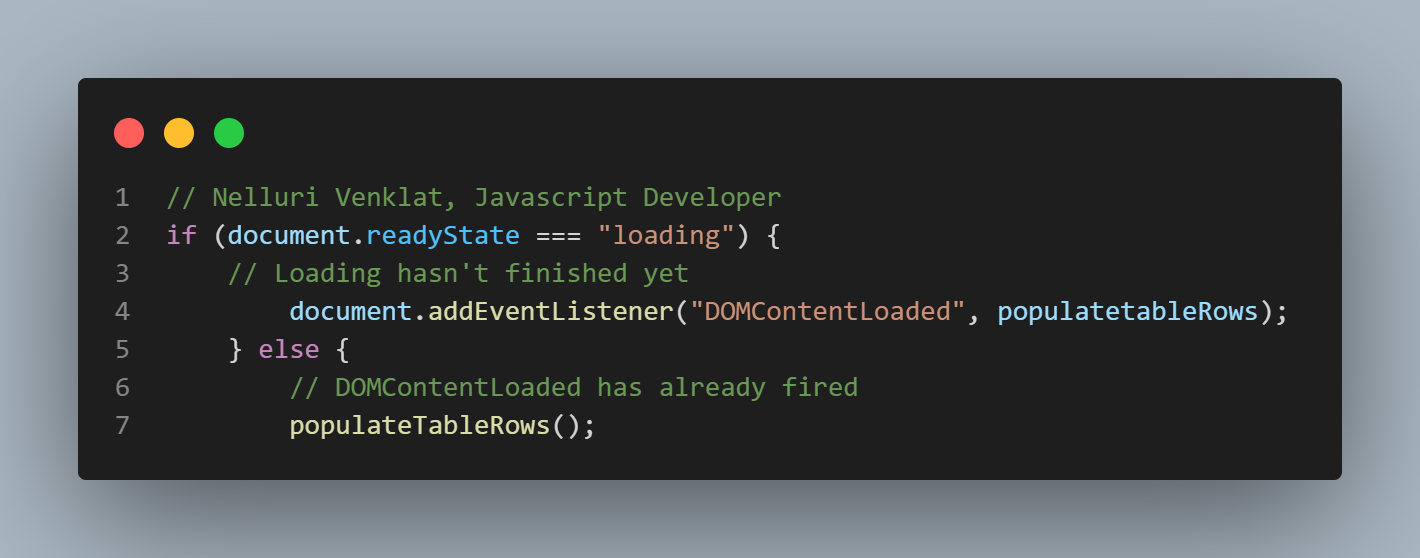 1 // Nelluri Venklat, Javascript Developer
2 if (document.readyState === "loading") {
3 // Loading hasn't finished yet
4 document.addEventListener("DOMContentLoaded", populatetableRows);
5 } else {
6 // DOMContentLoaded has already fired
7 populateTableRows();